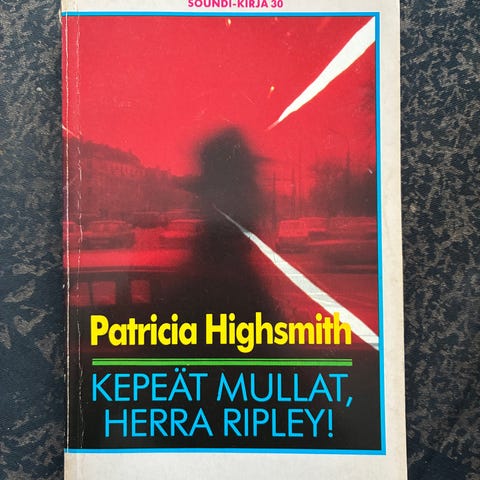 SOUNDI-KIRJA 30
Patricia Highsmith
KEPEÄT MULLAT,
HERRA RIPLEY!